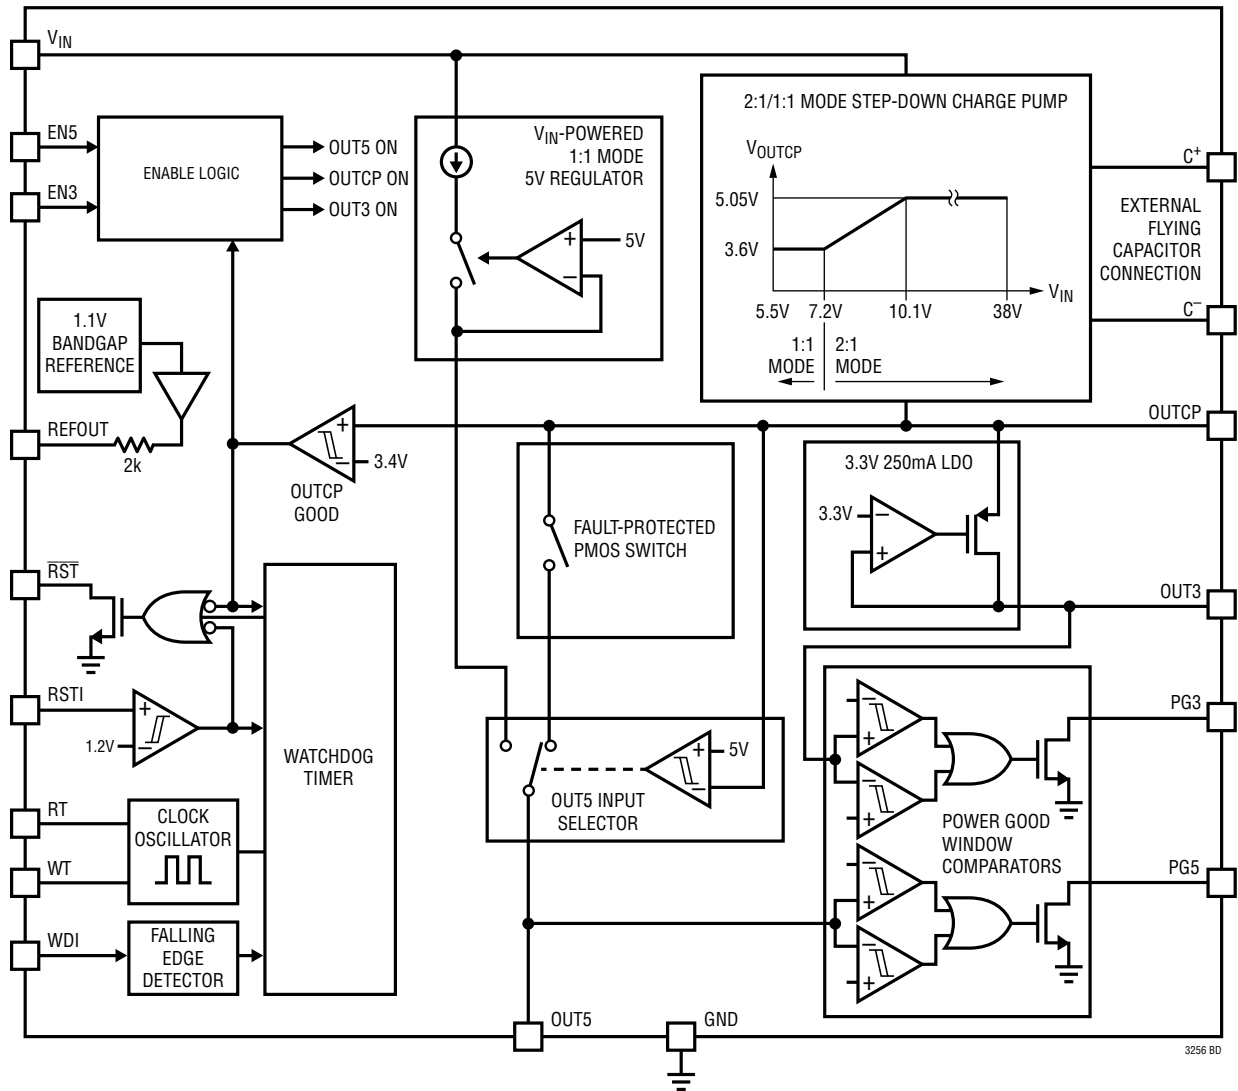 VIN
EN5
EN3
ENABLE LOGIC
OUT5 ON
OUTCP ON
OUT3 ON
VIN-POWERED
1:1 MODE
5V REGULATOR
+
5V
–
2:1/1:1 MODE STEP-DOWN CHARGE PUMP
VOUTCP
5.05V
3.6V
VIN
5.5V 7.2V 10.1V 38V
1:1
MODE
2:1
MODE
C+
EXTERNAL
FLYING
CAPACITOR
CONNECTION
C–
1.1V
BANDGAP
REFERENCE
REFOUT
2k
+
–
3.4V
OUTCP
GOOD
OUTCP
3.3V 250mA LDO
3.3V
–
+
FAULT-PROTECTED
PMOS SWITCH
RST
OUT3
RSTI
+
1.2V
–
WATCHDOG
TIMER
+
5V
–
OUT5 INPUT
SELECTOR
–
+
–
+
PG3
POWER GOOD
WINDOW
COMPARATORS
–
+
–
+
PG5
RT
CLOCK
OSCILLATOR
WT
WDI
FALLING
EDGE
DETECTOR
OUT5
GND
3256 BD